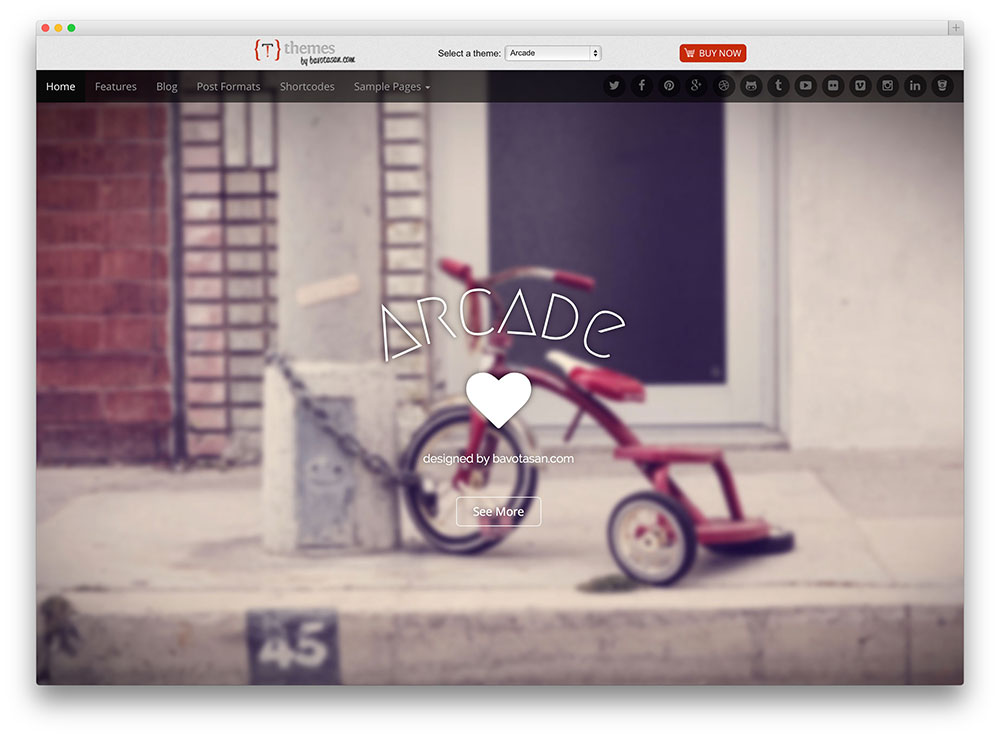 {T} themes
by bavotasan.com
Select a theme: Arcade
BUY NOW
Home Features Blog Post Formats Shortcodes Sample Pages
ARCADe
designed by bavotasan.com
See More
45